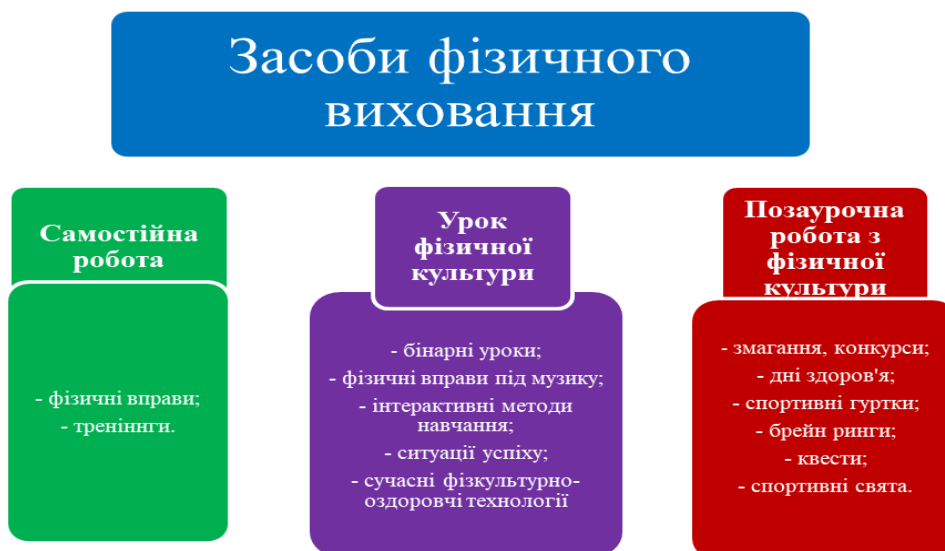 Засоби фізичного
виховання
Самостійна
робота
- фізичні вправи;
- треніннги.
Урок
фізичної
культури
- бінарні уроки;
- фізичні вправи під музику;
- інтерактивні методи
навчання;
- ситуації успіху;
- сучасні фізкультурно-
оздоровчі технології
Позаурочна
робота з
фізичної
культури
- змагання, конкурси;
- дні здоров'я;
- спортивні гуртки;
- брейн ринги;
- квести;
- спортивні свята.